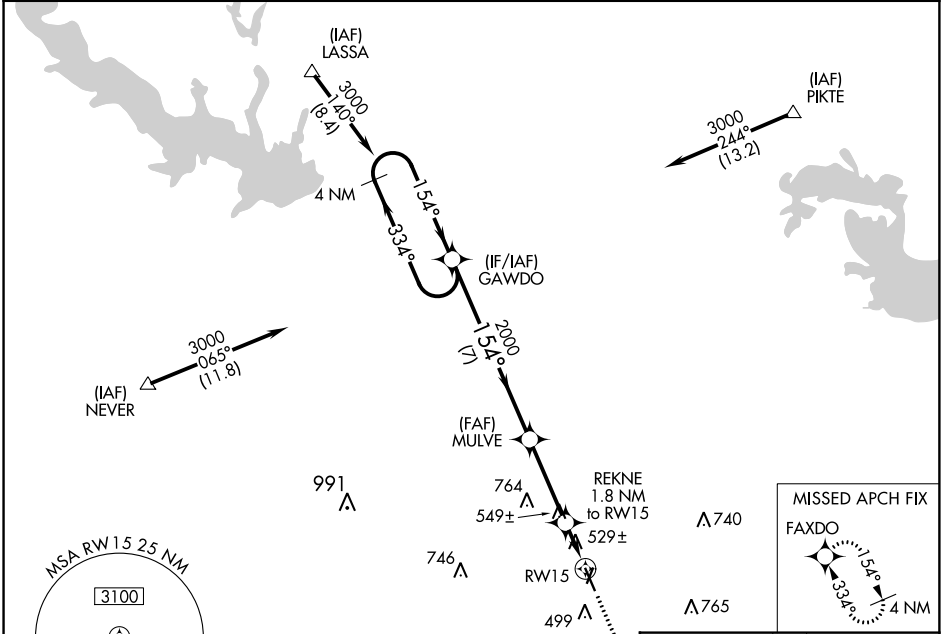 (IAF)
LASSA
3000
140°
(8.4)
(IAF)
PIKTE
3000
244°
(13.2)
4 NM
154°
334°
(IF/IAF)
GAWDO
2000
154°
(7)
3000
065°
(11.8)
(IAF)
NEVER
(FAF)
MULVE
991
764
549±
REKNE
1.8 NM
to RW15
529±
740
746
RW15
499
765
MSA RW15 25 NM
3100
MISSED APCH FIX
FAXDO
154°
334°
4 NM